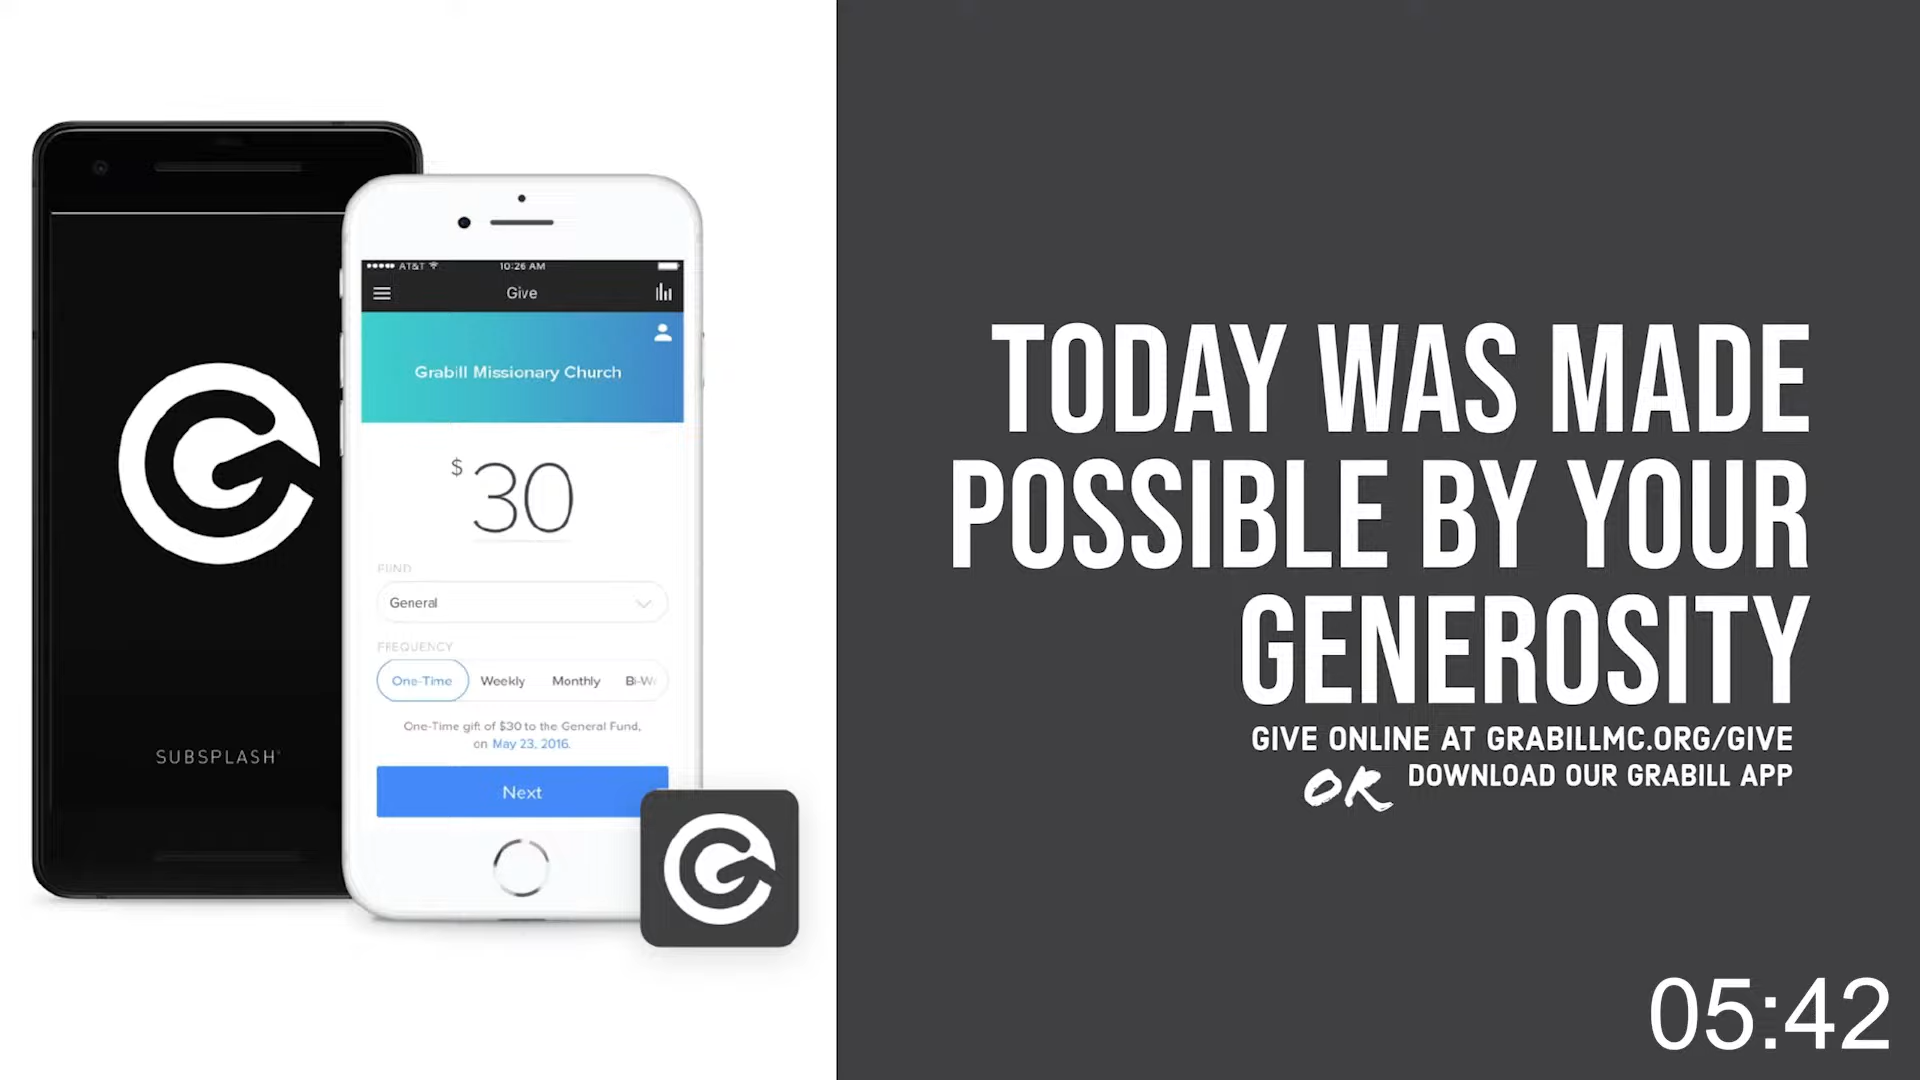 SUBSPLASH
AT&T 10:26 AM
Give
Grabill Missionary Church
$ 30
FUND
General
FREQUENCY
One-Time Weekly Monthly Bi-W
One-Time gift of $30 to the General Fund,
on May 23, 2016.
Next
TODAY WAS MADE
POSSIBLE BY YOUR
GENEROSITY
GIVE ONLINE AT GRABILLMC.ORG/GIVE
OR DOWNLOAD OUR GRABILL APP
05:42